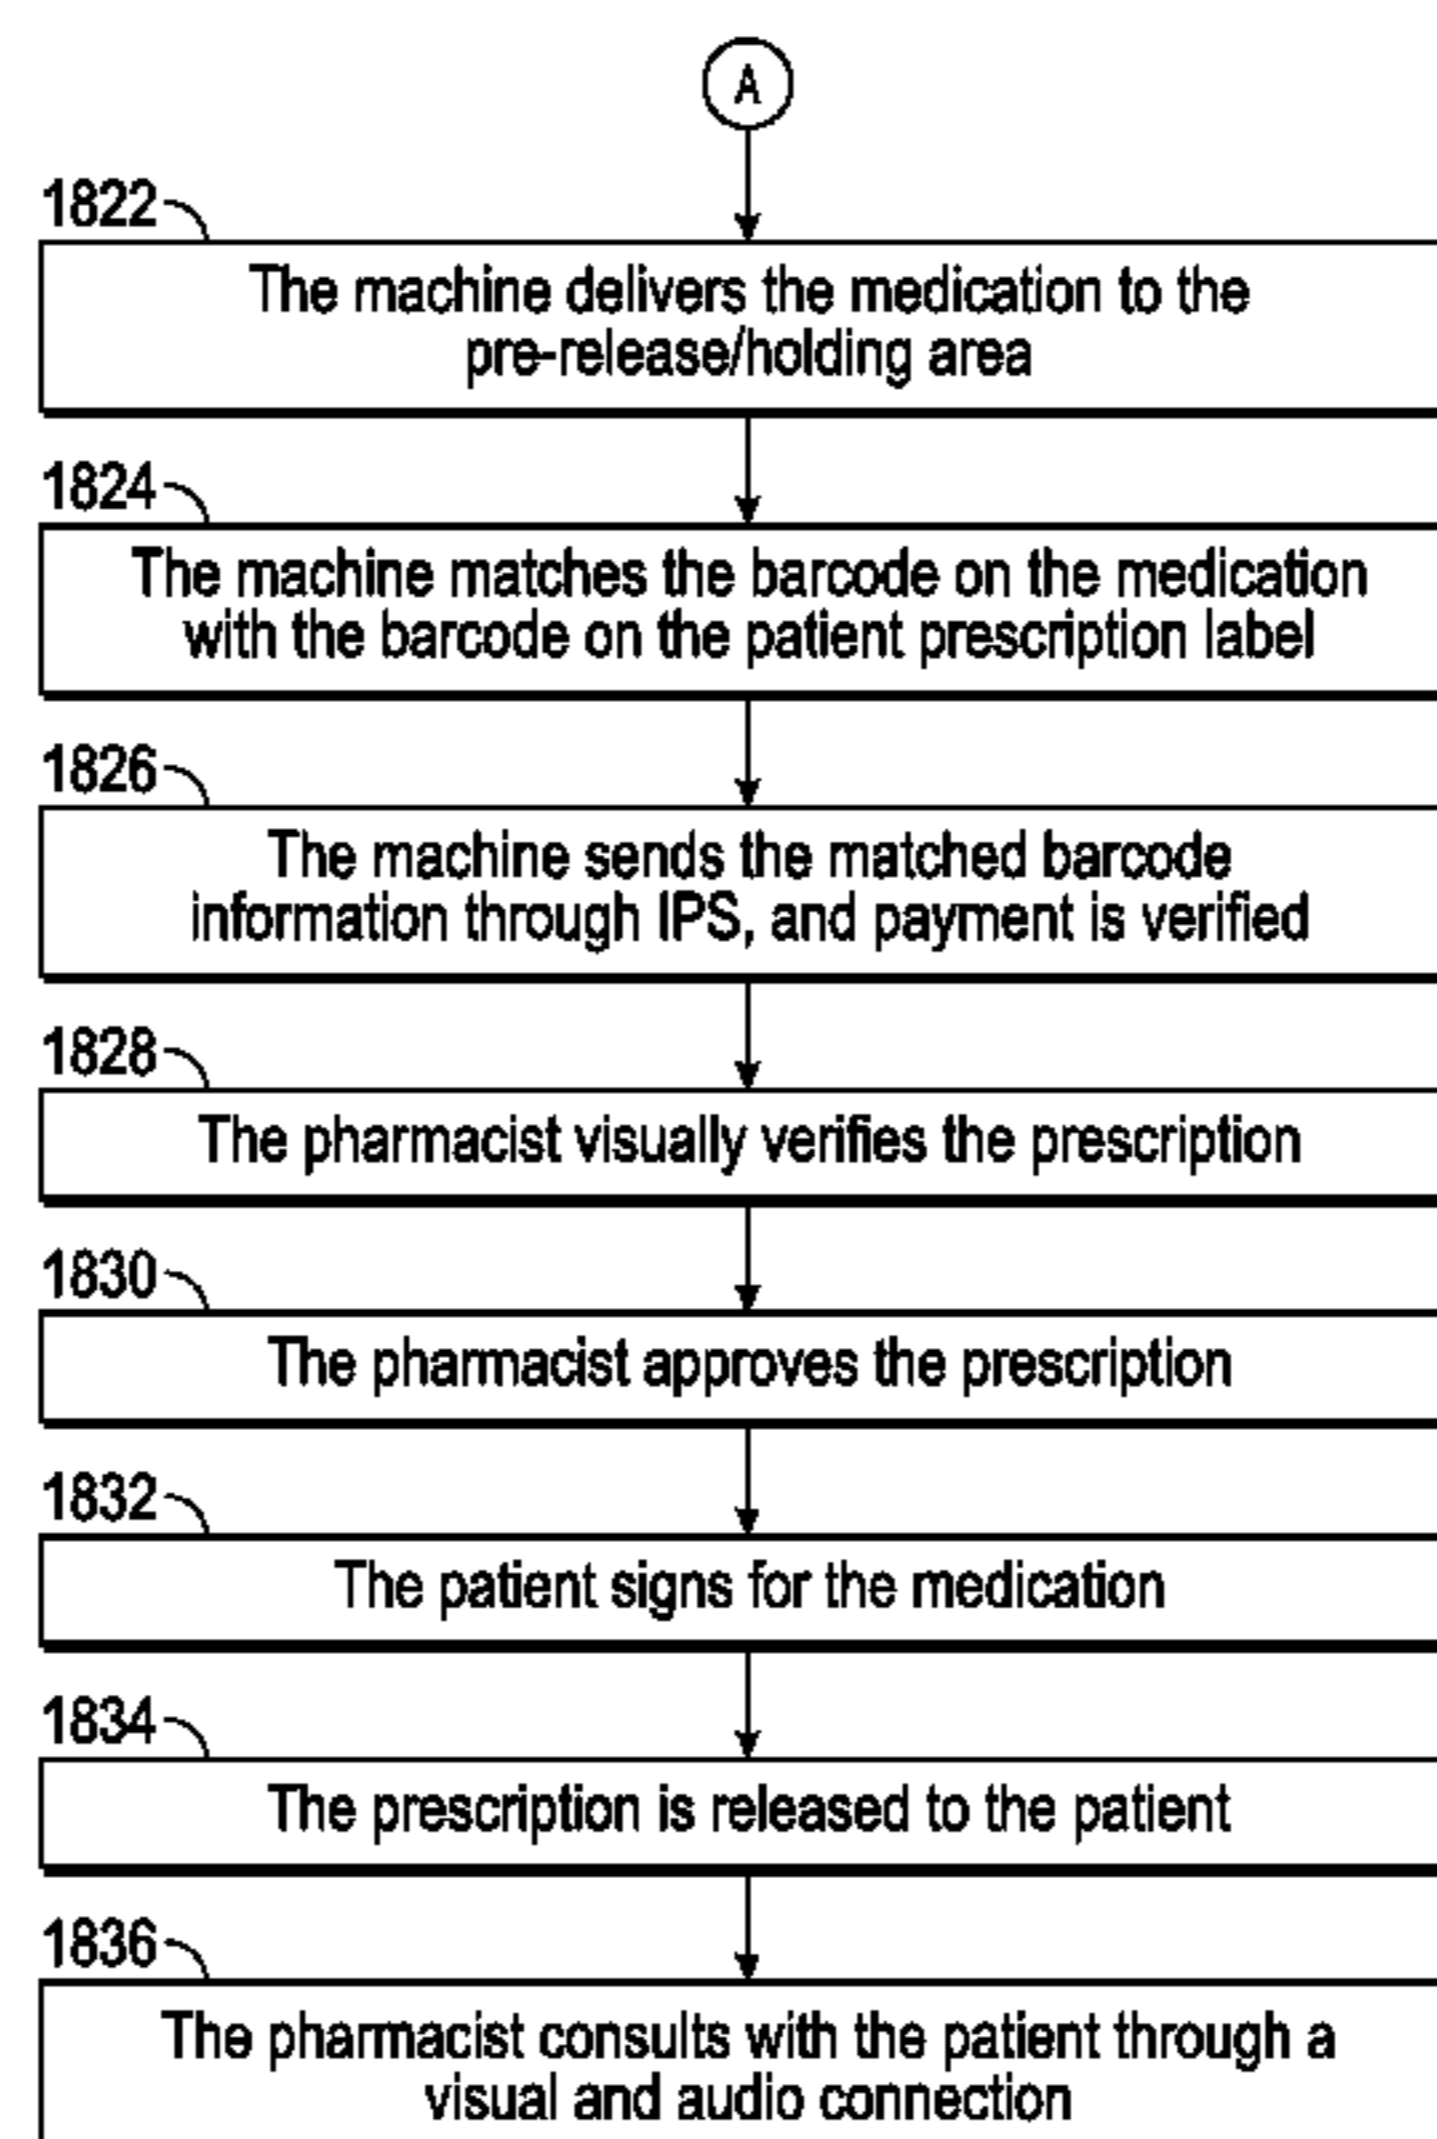 A
1822
The machine delivers the medication to the
pre-release/holding area
1824
The machine matches the barcode on the medication
with the barcode on the patient prescription label
1826
The machine sends the matched barcode
information through IPS, and payment is verified
1828
The pharmacist visually verifies the prescription
1830
The pharmacist approves the prescription
1832
The patient signs for the medication
1834
The prescription is released to the patient
1836
The pharmacist consults with the patient through a
visual and audio connection